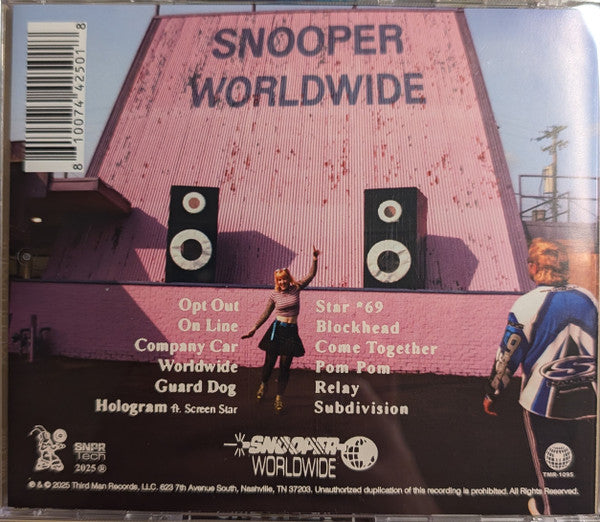 SNOOPER
WORLDWIDE
8 10074 42501 8
Opt Out
On Line
Company Car
Worldwide
Guard Dog
Hologram ft. Screen Star
Star *69
Blockhead
Come Together
Pom Pom
Relay
Subdivision
SNPR
Tech
2025 ®
SNOOPER
WORLDWIDE
TMR-1095
℗ & © 2025 Third Man Records, LLC. 623 7th Avenue South, Nashville, TN 37203. Unauthorized duplication of this recording is prohibited. All Rights Reserved.